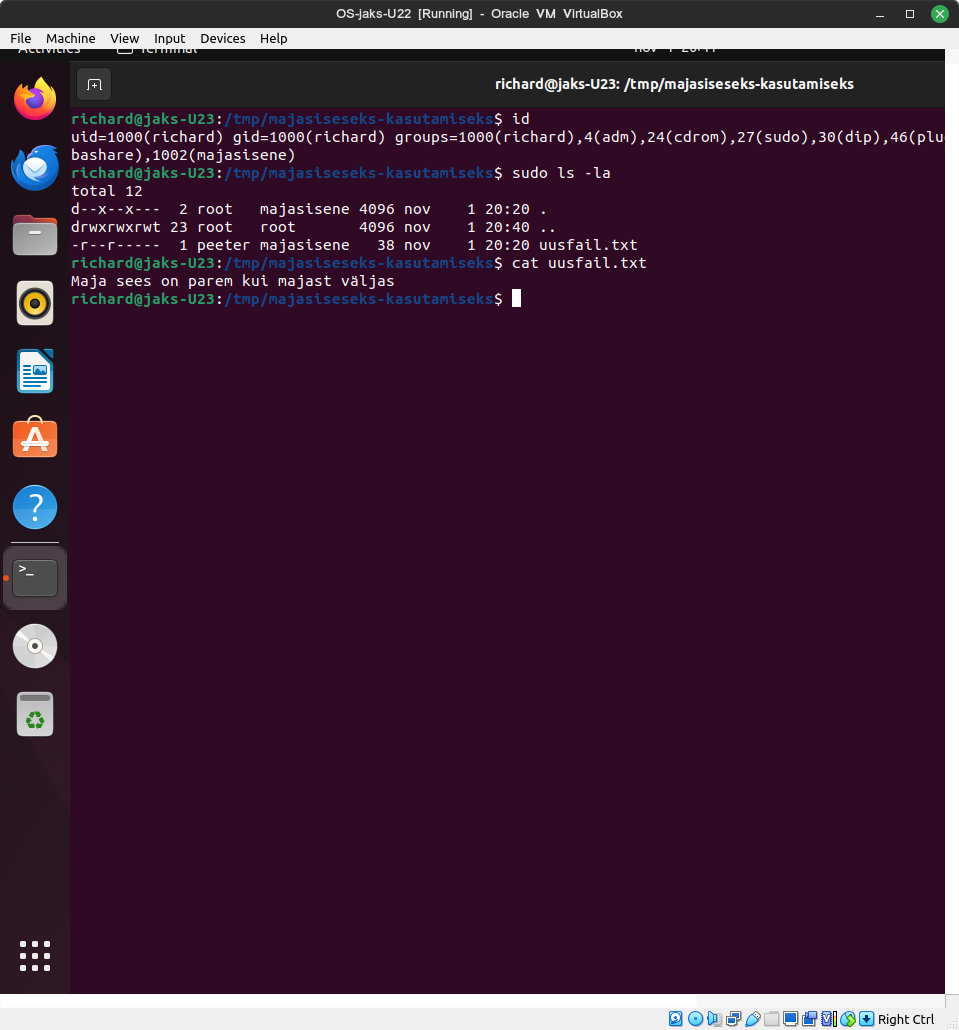 OS-jaks-U22 [Running] - Oracle VM VirtualBox
File Machine View Input Devices Help
Activities Terminal
richard@jaks-U23: /tmp/majasiseseks-kasutamiseks
richard@jaks-U23:/tmp/majasiseseks-kasutamiseks$ id
uid=1000(richard) gid=1000(richard) groups=1000(richard),4(adm),24(cdrom),27(sudo),30(dip),46(plu
bashare),1002(majasisene)
richard@jaks-U23:/tmp/majasiseseks-kasutamiseks$ sudo ls -la
total 12
d--x--x--- 2 root majasisene 4096 nov 1 20:20 .
drwxrwxrwt 23 root root 4096 nov 1 20:40 ..
-r--r----- 1 peeter majasisene 38 nov 1 20:20 uusfail.txt
richard@jaks-U23:/tmp/majasiseseks-kasutamiseks$ cat uusfail.txt
Maja sees on parem kui majast väljas
richard@jaks-U23:/tmp/majasiseseks-kasutamiseks$
Right Ctrl